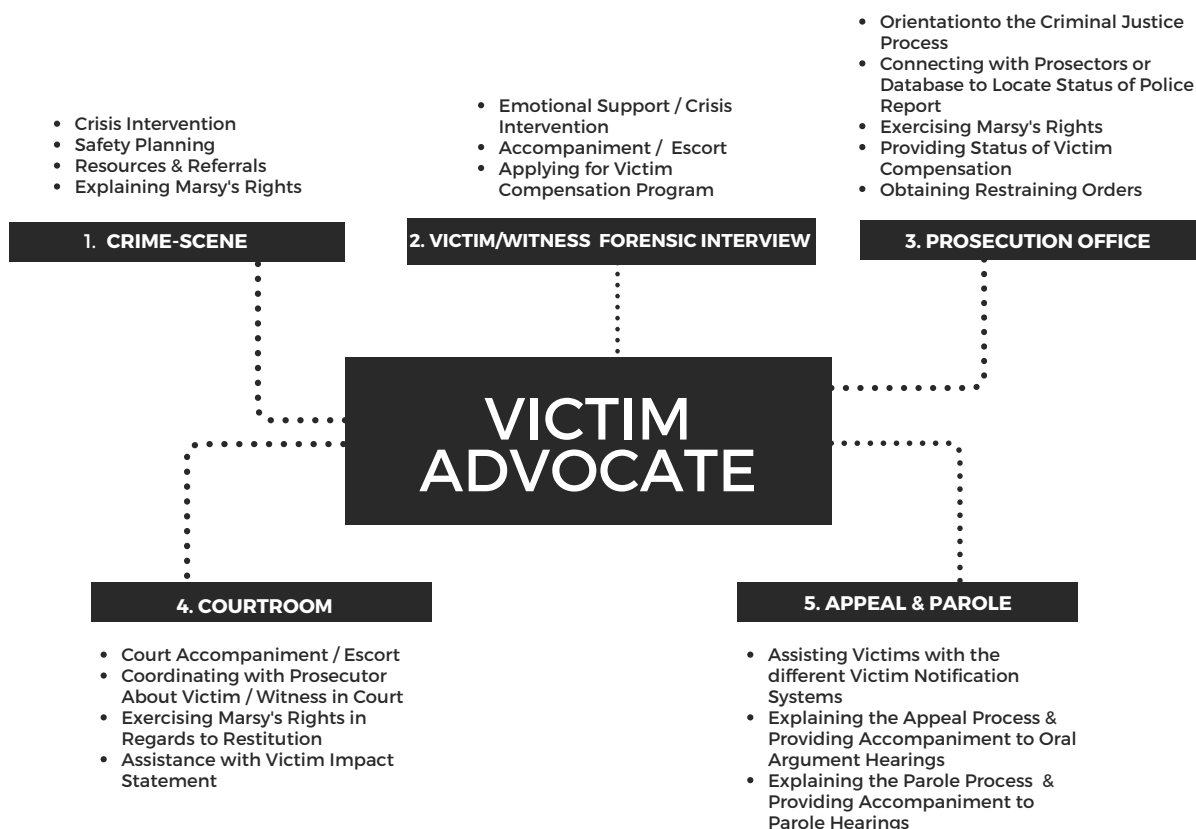 • Crisis Intervention
• Safety Planning
• Resources & Referrals
• Explaining Marsy's Rights
1. CRIME-SCENE
• Emotional Support / Crisis
Intervention
• Accompaniment / Escort
• Applying for Victim
Compensation Program
2. VICTIM/WITNESS FORENSIC INTERVIEW
• Orientationto the Criminal Justice
Process
• Connecting with Prosectors or
Database to Locate Status of Police
Report
• Exercising Marsy's Rights
• Providing Status of Victim
Compensation
• Obtaining Restraining Orders
3. PROSECUTION OFFICE
VICTIM
ADVOCATE
4. COURTROOM
• Court Accompaniment / Escort
• Coordinating with Prosecutor
About Victim / Witness in Court
• Exercising Marsy's Rights in
Regards to Restitution
• Assistance with Victim Impact
Statement
5. APPEAL & PAROLE
• Assisting Victims with the
different Victim Notification
Systems
• Explaining the Appeal Process &
Providing Accompaniment to Oral
Argument Hearings
• Explaining the Parole Process &
Providing Accompaniment to
Parole Hearings